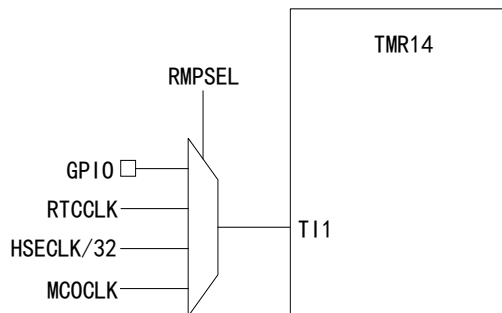 TMR14
RMPSEL
GPIO
RTCCLK
TI1
HSECLK/32
MCOCLK